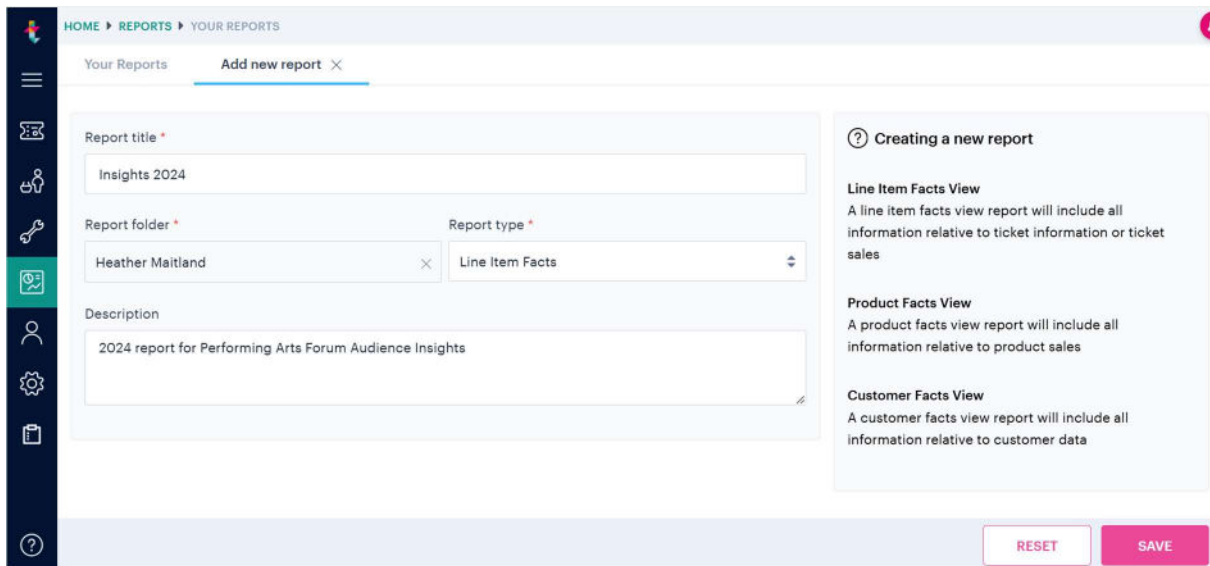 HOME ▶ REPORTS ▶ YOUR REPORTS
Your Reports Add new report ×
Report title *
Insights 2024
Report folder * Report type *
Heather Maitland × Line Item Facts
Description
2024 report for Performing Arts Forum Audience Insights
? Creating a new report
Line Item Facts View
A line item facts view report will include all
information relative to ticket information or ticket
sales
Product Facts View
A product facts view report will include all
information relative to product sales
Customer Facts View
A customer facts view report will include all
information relative to customer data
? RESET SAVE